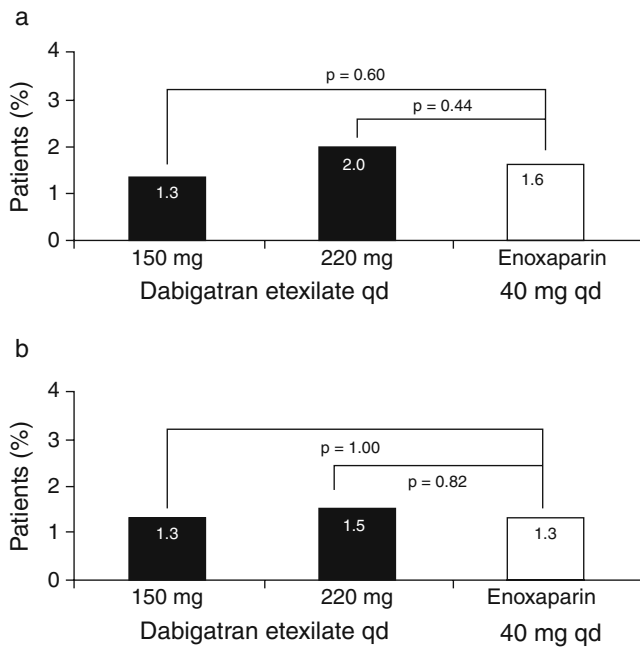 a
4
p = 0.60
3
p = 0.44
Patients (%)
2
2.0
1.3
1.6
1
0
150 mg 220 mg Enoxaparin
Dabigatran etexilate qd 40 mg qd
b
4
3
p = 1.00
p = 0.82
Patients (%)
2
1.3 1.5 1.3
1
0
150 mg 220 mg Enoxaparin
Dabigatran etexilate qd 40 mg qd